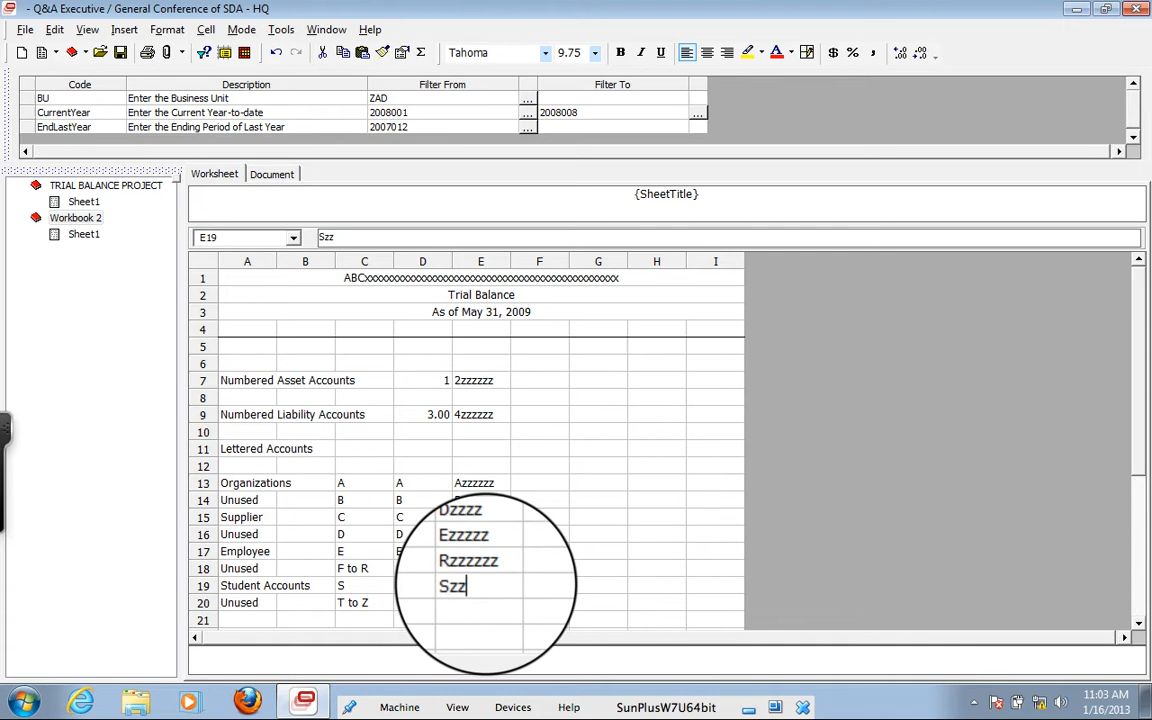 Q&A Executive / General Conference of SDA - HQ
File Edit View Insert Format Cell Mode Tools Window Help
Tahoma 9.75 B I U
Code Description Filter From Filter To
BU Enter the Business Unit ZAD ...
CurrentYear Enter the Current Year-to-date 2008001 ... 2008008 ...
EndLastYear Enter the Ending Period of Last Year 2007012 ...
Worksheet Document
TRIAL BALANCE PROJECT
Sheet1
Workbook 2
Sheet1
{SheetTitle}
E19 Szz
A B C D E F G H I
1 ABCxxxxxxxxxxxxxxxxxxxxxxxxxxxxxxxxxxxxxxxxxxxx
2 Trial Balance
3 As of May 31, 2009
4
5
6
7 Numbered Asset Accounts 1 2zzzzzz
8
9 Numbered Liability Accounts 3.00 4zzzzzz
10
11 Lettered Accounts
12
13 Organizations A A Azzzzzz
14 Unused B B
15 Supplier C C Dzzzz
16 Unused D D Ezzzzz
17 Employee E E Rzzzzzz
18 Unused F to R
19 Student Accounts S Szz
20 Unused T to Z
21
Machine View Devices Help SunPlusW7U64bit
11:03 AM
1/16/2013